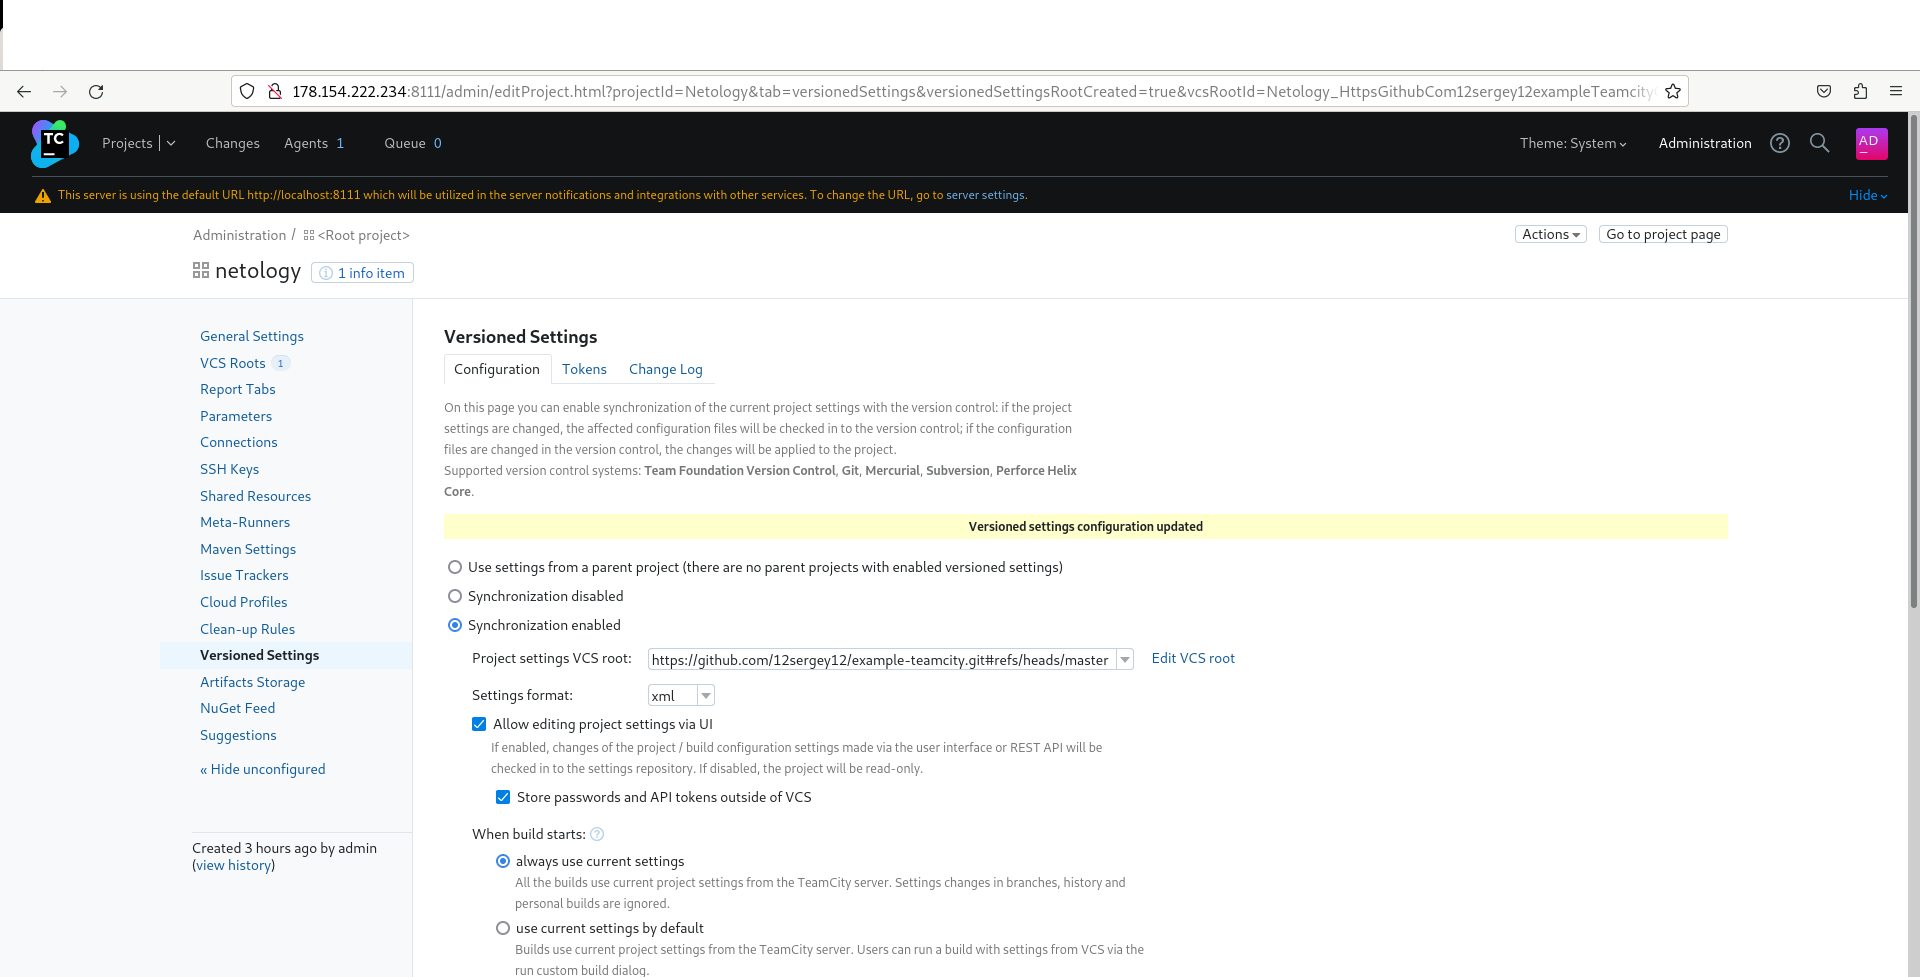 178.154.222.234:8111/admin/editProject.html?projectId=Netology&tab=versionedSettings&versionedSettingsRootCreated=true&vcsRootId=Netology_HttpsGithubCom12sergey12exampleTeamcity
TC
Projects
Changes
Agents 1
Queue 0
Theme: System
Administration
AD
This server is using the default URL http://localhost:8111 which will be utilized in the server notifications and integrations with other services. To change the URL, go to server settings.
Hide
Administration / <Root project>
Actions
Go to project page
netology
1 info item
General Settings
VCS Roots 1
Report Tabs
Parameters
Connections
SSH Keys
Shared Resources
Meta-Runners
Maven Settings
Issue Trackers
Cloud Profiles
Clean-up Rules
Versioned Settings
Artifacts Storage
NuGet Feed
Suggestions
« Hide unconfigured
Created 3 hours ago by admin
(view history)
Versioned Settings
Configuration
Tokens
Change Log
On this page you can enable synchronization of the current project settings with the version control: if the project
settings are changed, the affected configuration files will be checked in to the version control; if the configuration
files are changed in the version control, the changes will be applied to the project.
Supported version control systems: Team Foundation Version Control, Git, Mercurial, Subversion, Perforce Helix
Core.
Versioned settings configuration updated
Use settings from a parent project (there are no parent projects with enabled versioned settings)
Synchronization disabled
Synchronization enabled
Project settings VCS root: https://github.com/12sergey12/example-teamcity.git#refs/heads/master Edit VCS root
Settings format: xml
Allow editing project settings via UI
If enabled, changes of the project / build configuration settings made via the user interface or REST API will be
checked in to the settings repository. If disabled, the project will be read-only.
Store passwords and API tokens outside of VCS
When build starts: ?
always use current settings
All the builds use current project settings from the TeamCity server. Settings changes in branches, history and
personal builds are ignored.
use current settings by default
Builds use current project settings from the TeamCity server. Users can run a build with settings from VCS via the
run custom build dialog.